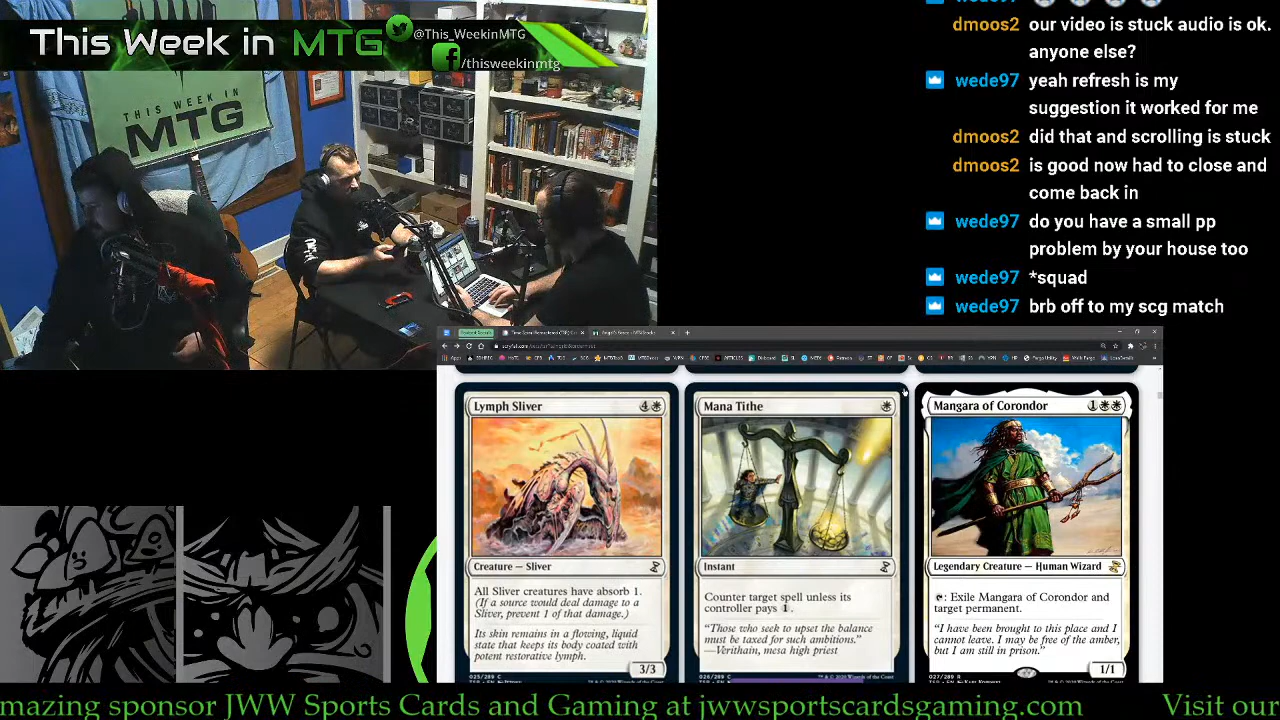 This Week in MTG
@This_WeekinMTG
/thisweekinmtg
THIS WEEK IN
MTG
wede97
dmoos2 our video is stuck audio is ok.
anyone else?
wede97 yeah refresh is my
suggestion it worked for me
dmoos2 did that and scrolling is stuck
dmoos2 is good now had to close and
come back in
wede97 do you have a small pp
problem by your house too
wede97 *squad
wede97 brb off to my scg match
Lymph Sliver 4
Creature — Sliver
All Sliver creatures have absorb 1.
(If a source would deal damage to a
Sliver, prevent 1 of that damage.)
Its skin remains in a flowing, liquid
state that keeps its body coated with
potent restorative lymph.
3/3
025/289 C
Mana Tithe
Instant
Counter target spell unless its
controller pays 1.
“Those who seek to upset the balance
must be taxed for such ambitions.”
—Verithain, mesa high priest
026/289 C
Mangara of Corondor 1
Legendary Creature — Human Wizard
: Exile Mangara of Corondor and
target permanent.
“I have been brought to this place and I
cannot leave. I may be free of the amber,
but I am still in prison.”
1/1
027/289 R
mazing sponsor JWW Sports Cards and Gaming at jwwsportscardsgaming.com Visit our